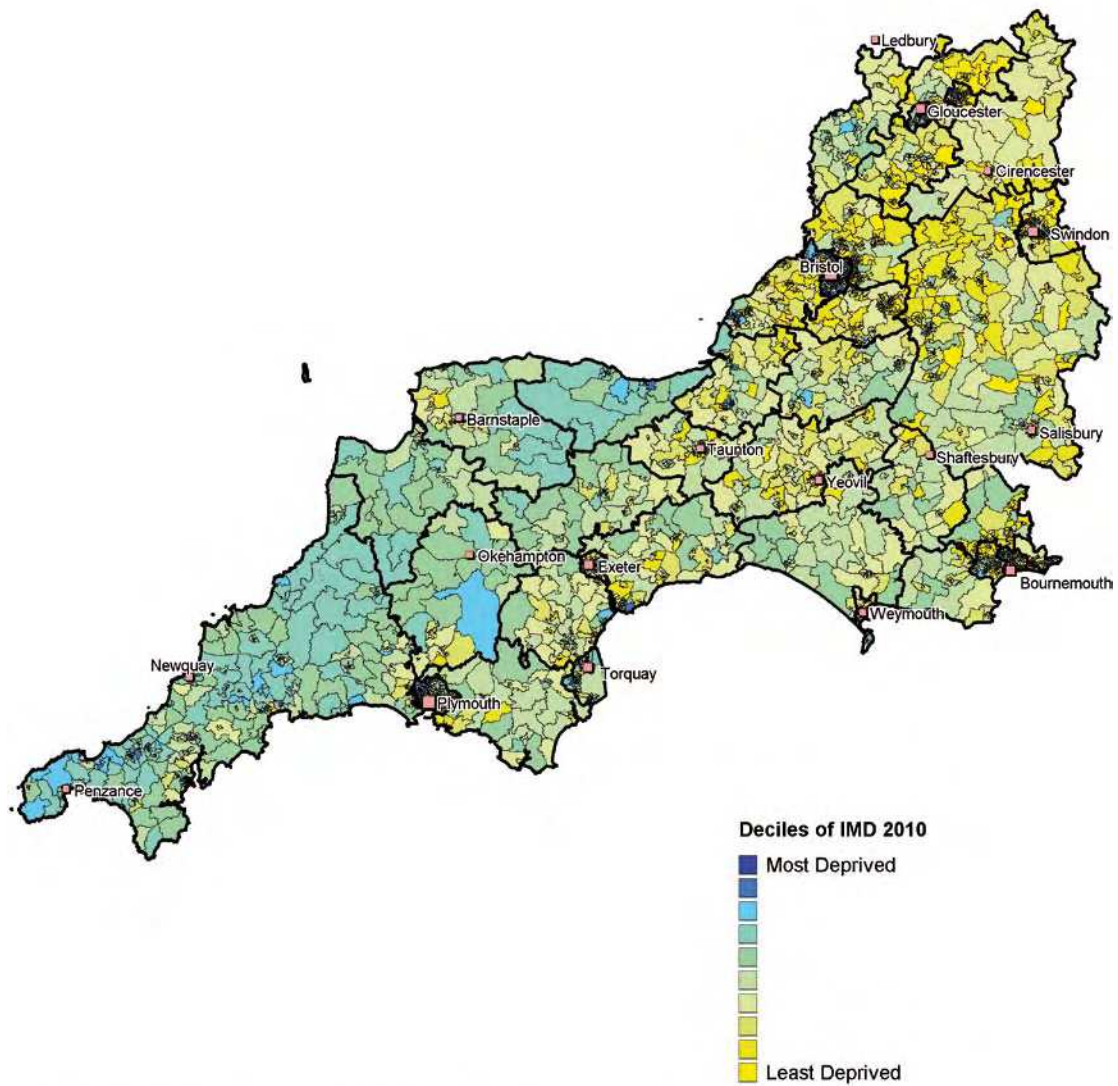 Ledbury
Gloucester
Cirencester
Swindon
Bristol
Barnstaple
Taunton
Salisbury
Shaftesbury
Yeovil
Okehampton
Exeter
Bournemouth
Weymouth
Newquay
Torquay
Plymouth
Penzance
Deciles of IMD 2010
Most Deprived
Least Deprived